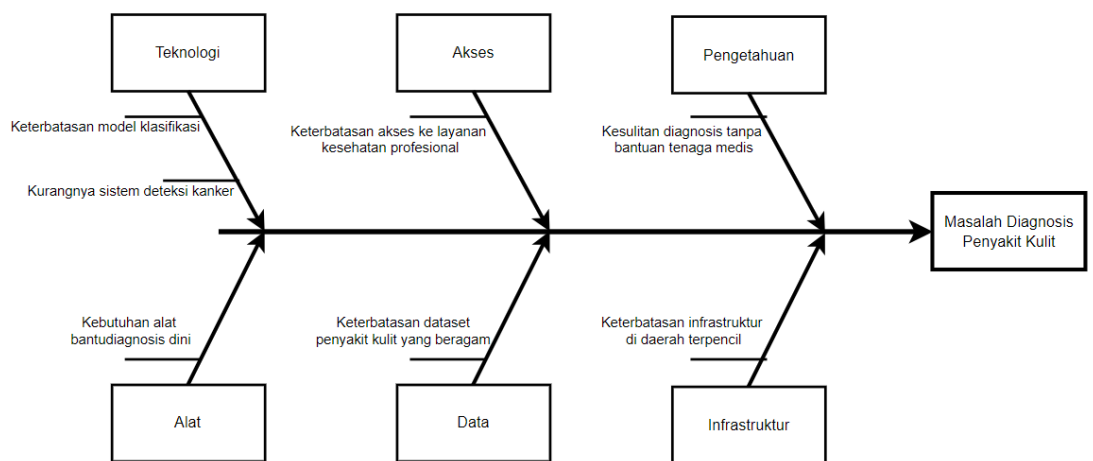 Teknologi
Akses
Pengetahuan
Keterbatasan model klasifikasi
Keterbatasan akses ke layanan
kesehatan profesional
Kesulitan diagnosis tanpa
bantuan tenaga medis
Kurangnya sistem deteksi kanker
Masalah Diagnosis
Penyakit Kulit
Kebutuhan alat
bantudiagnosis dini
Keterbatasan dataset
penyakit kulit yang beragam
Keterbatasan infrastruktur
di daerah terpencil
Alat
Data
Infrastruktur